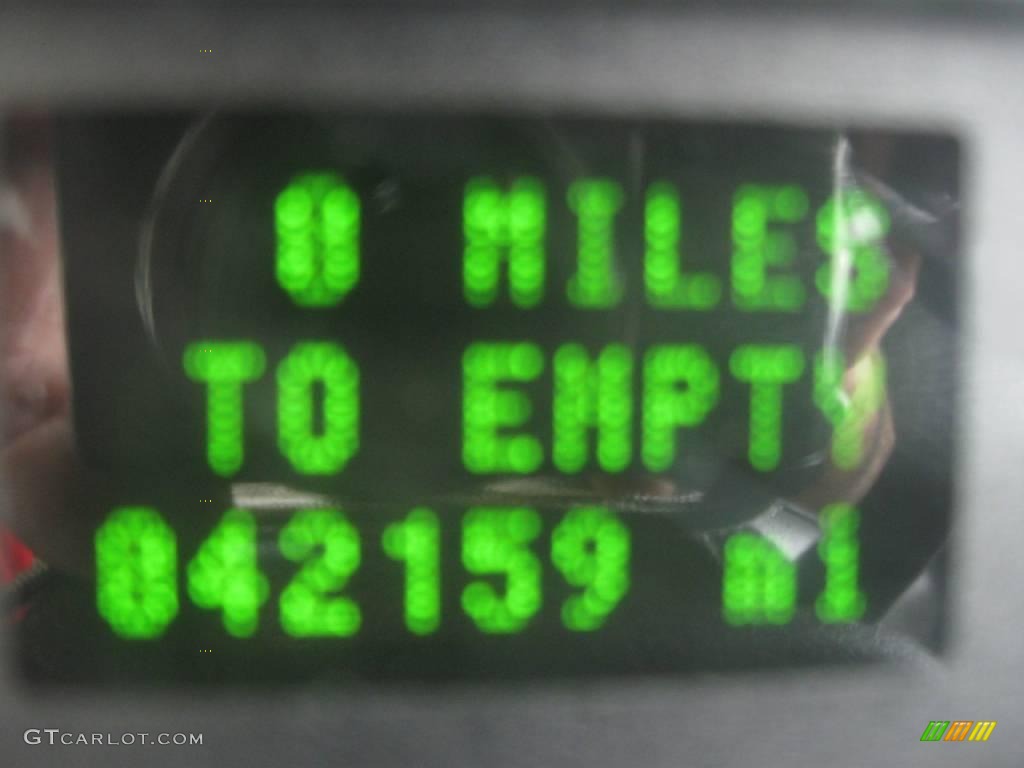 0 MILES
TO EMPTY
042159 mi
GTCARLOT.COM